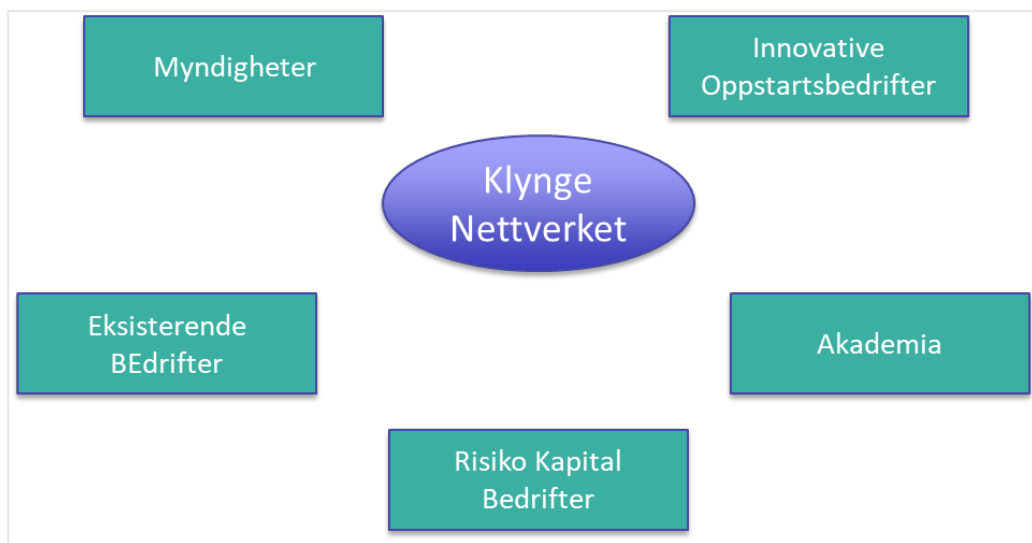 Myndigheter
Innovative
Oppstartsbedrifter
Klynge
Nettverket
Eksisterende
BEdrifter
Akademia
Risiko Kapital
Bedrifter